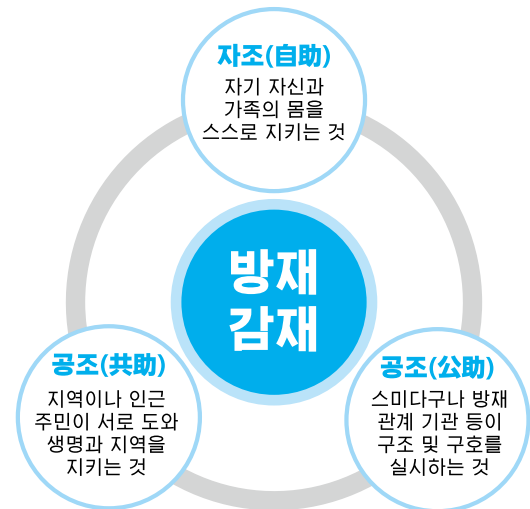 자조(自助)
자기 자신과
가족의 몸을
스스로 지키는 것
방재
감재
공조(共助)
지역이나 인근
주민이 서로 도와
생명과 지역을
지키는 것
공조(公助)
스미다구나 방재
관계 기관 등이
구조 및 구호를
실시하는 것